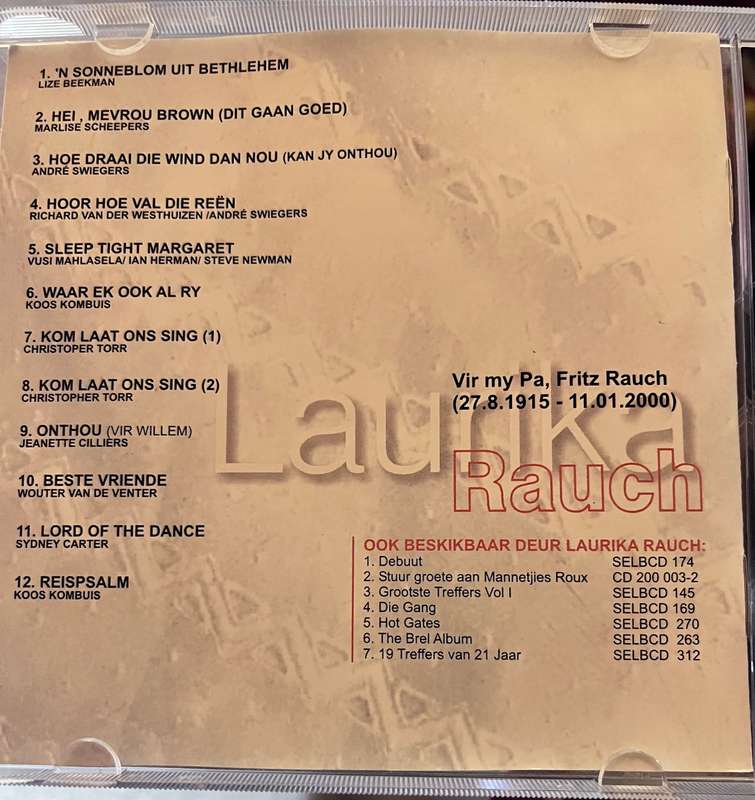 1. 'N SONNEBLOM UIT BETHLEHEM
LIZE BEEKMAN
2. HEI , MEVROU BROWN (DIT GAAN GOED)
MARLISE SCHEEPERS
3. HOE DRAAI DIE WIND DAN NOU (KAN JY ONTHOU)
ANDRÉ SWIEGERS
4. HOOR HOE VAL DIE REËN
RICHARD VAN DER WESTHUIZEN /ANDRÉ SWIEGERS
5. SLEEP TIGHT MARGARET
VUSI MAHLASELA/ IAN HERMAN/ STEVE NEWMAN
6. WAAR EK OOK AL RY
KOOS KOMBUIS
7. KOM LAAT ONS SING (1)
CHRISTOPER TORR
8. KOM LAAT ONS SING (2)
CHRISTOPHER TORR
9. ONTHOU (VIR WILLEM)
JEANETTE CILLIERS
10. BESTE VRIENDE
WOUTER VAN DE VENTER
11. LORD OF THE DANCE
SYDNEY CARTER
12. REISPSALM
KOOS KOMBUIS
Vir my Pa, Fritz Rauch
(27.8.1915 - 11.01.2000)
Laurika
Rauch
OOK BESKIKBAAR DEUR LAURIKA RAUCH:
1. Debuut SELBCD 174
2. Stuur groete aan Mannetjies Roux CD 200 003-2
3. Grootste Treffers Vol I SELBCD 145
4. Die Gang SELBCD 169
5. Hot Gates SELBCD 270
6. The Brel Album SELBCD 263
7. 19 Treffers van 21 Jaar SELBCD 312